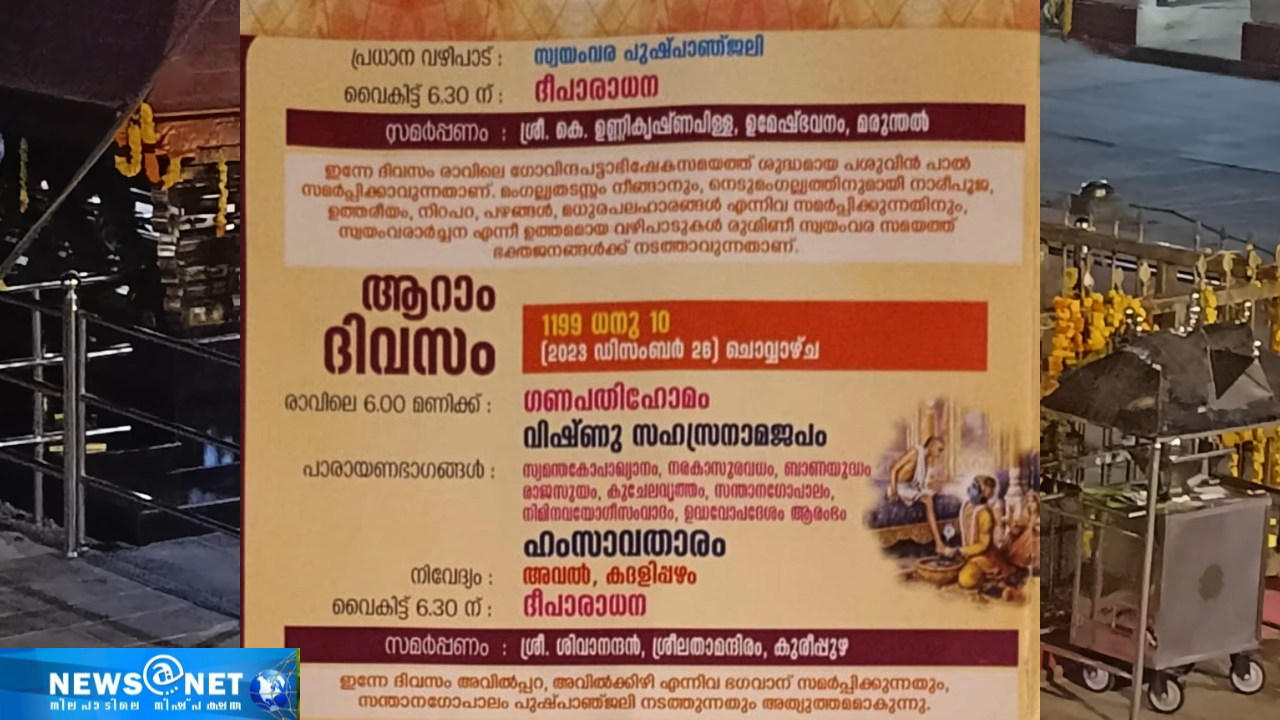 പ്രധാന വഴിപാട് : സ്വയംവര പുഷ്പാഞ്ജലി
വൈകിട്ട് 6.30 ന് : ദീപാരാധന
സമർപ്പണം : ശ്രീ. കെ. ഉണ്ണികൃഷ്ണപിള്ള, ഉമേഷ്ഭവനം, മരുന്തൽ
ഇന്നേ ദിവസം രാവിലെ ഗോവിന്ദപട്ടാഭിഷേകസമയത്ത് ശുദ്ധമായ പശുവിൻ പാൽ
സമർപ്പിക്കാവുന്നതാണ്. മംഗല്യതടസ്സം നീങ്ങാനും, നെടുമംഗല്യത്തിനുമായി നാരീപൂജ,
ഉത്തരീയം, നിറപറ, പഴങ്ങൾ, മധുരപലഹാരങ്ങൾ എന്നിവ സമർപ്പിക്കുന്നതിനും,
സ്വയംവരാർച്ചന എന്നീ ഉത്തമമായ വഴിപാടുകൾ രുഗ്മിണീ സ്വയംവര സമയത്ത്
ഭക്തജനങ്ങൾക്ക് നടത്താവുന്നതാണ്.
ആറാം
ദിവസം
1199 ധനു 10
(2023 ഡിസംബർ 26) ചൊവ്വാഴ്ച
രാവിലെ 6.00 മണിക്ക് : ഗണപതിഹോമം
വിഷ്ണു സഹസ്രനാമജപം
പാരായണഭാഗങ്ങൾ : സ്യമന്തകോപാഖ്യാനം, നരകാസുരവധം, ബാണയുദ്ധം
രാജസൂയം, കുചേലവൃത്തം, സന്താനഗോപാലം,
നിമിനവയോഗീസംവാദം, ഉദ്ധവോപദേശം ആരംഭം
ഹംസാവതാരം
നിവേദ്യം : അവൽ, കദളിപ്പഴം
വൈകിട്ട് 6.30 ന് : ദീപാരാധന
സമർപ്പണം : ശ്രീ. ശിവാനന്ദൻ, ശ്രീലതാമന്ദിരം, കുരീപ്പുഴ
ഇന്നേ ദിവസം അവിൽപ്പറ, അവിൽക്കിഴി എന്നിവ ഭഗവാന് സമർപ്പിക്കുന്നതും,
സന്താനഗോപാലം പുഷ്പാഞ്ജലി നടത്തുന്നതും അത്യുത്തമമാകുന്നു.
NEWS@NET
നിലപാടിലെ നിഷ്പക്ഷത